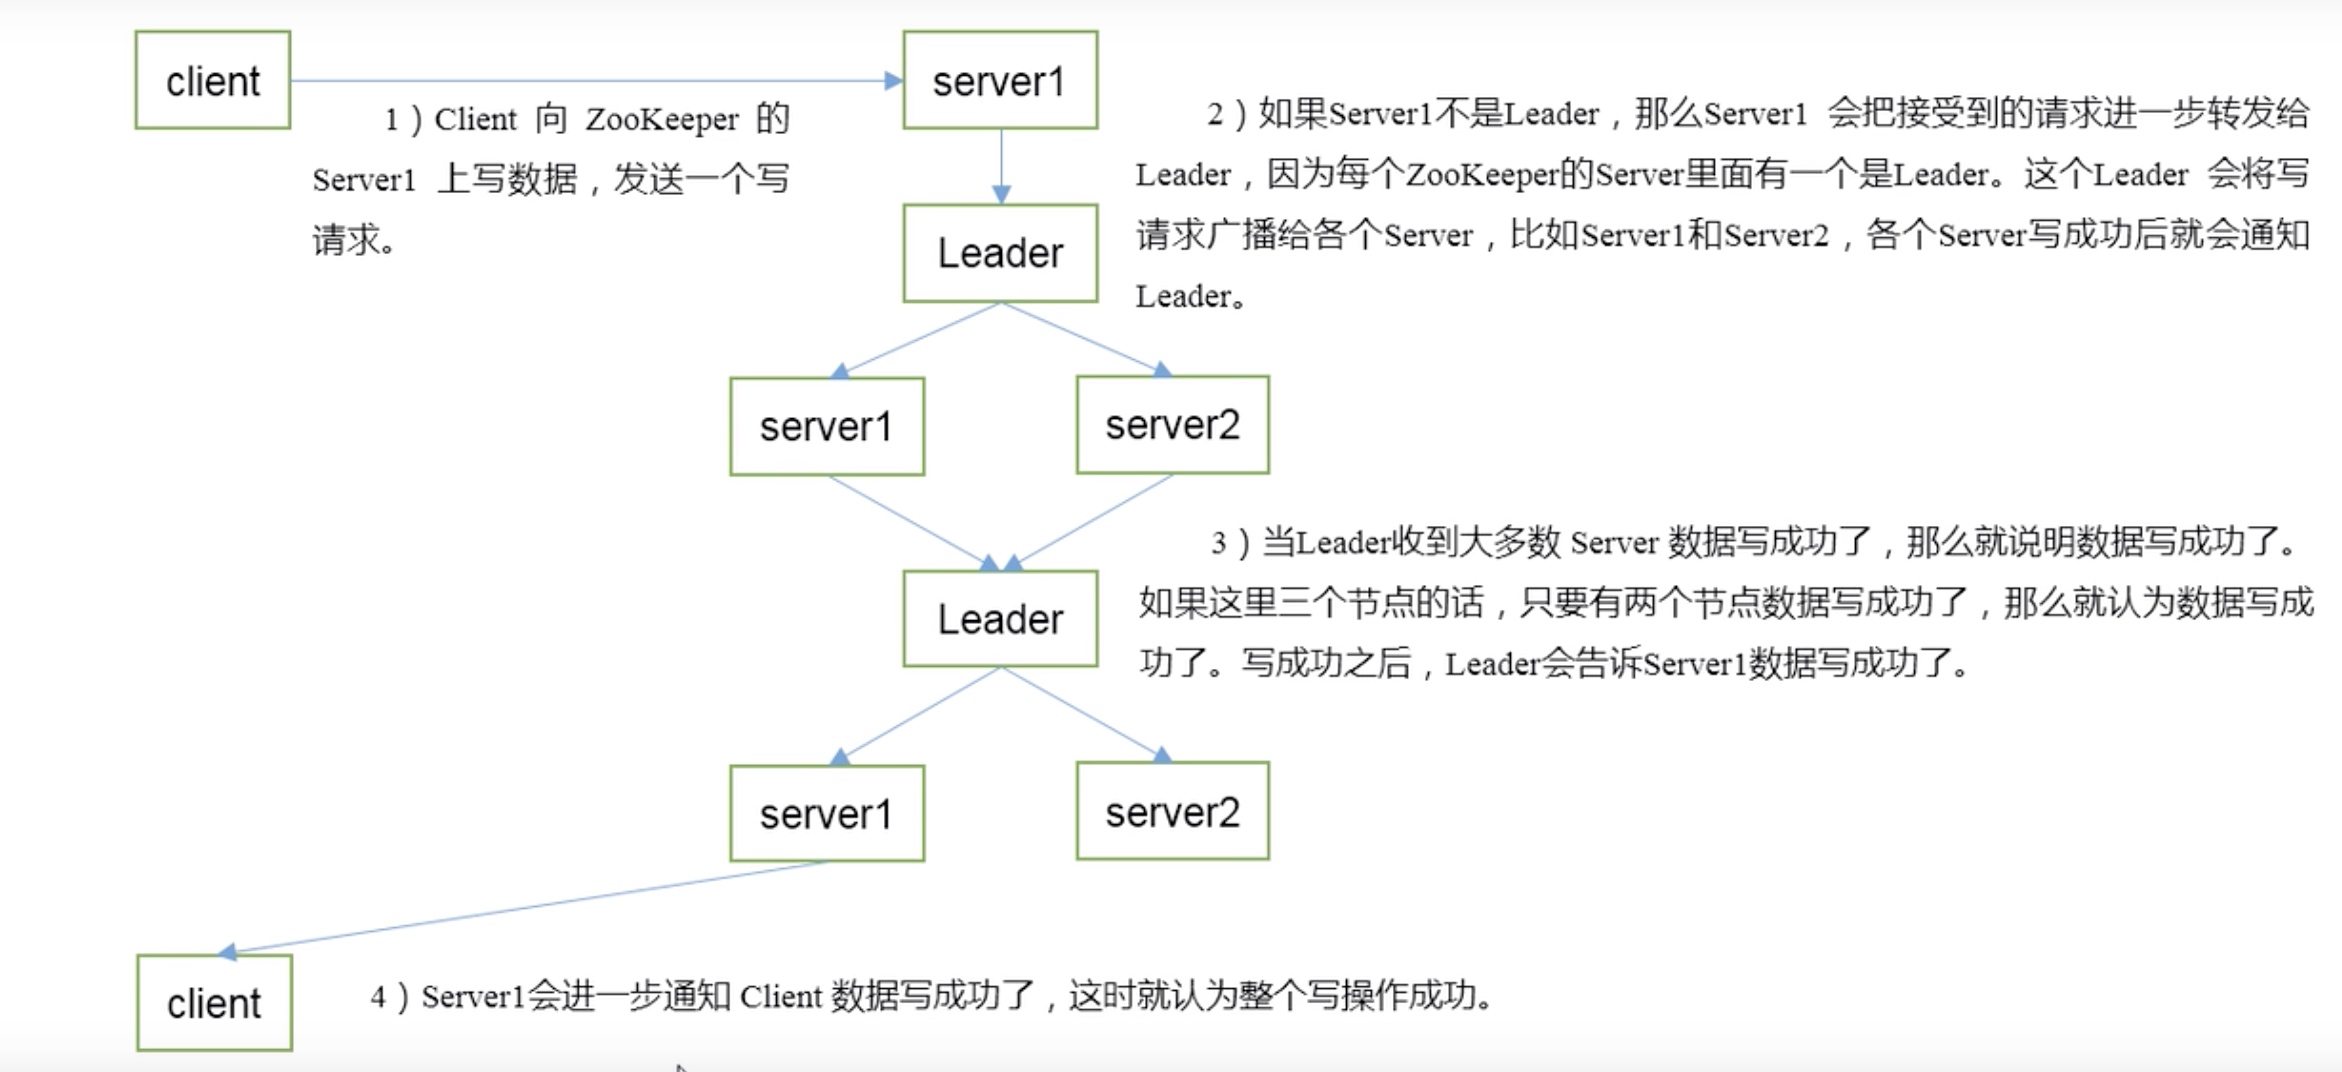 client
server1
1）Client 向 ZooKeeper 的
Server1 上写数据，发送一个写
请求。
2）如果Server1不是Leader，那么Server1 会把接受到的请求进一步转发给
Leader，因为每个ZooKeeper的Server里面有一个是Leader。这个Leader 会将写
请求广播给各个Server，比如Server1和Server2，各个Server写成功后就会通知
Leader。
Leader
server1
server2
3）当Leader收到大多数 Server 数据写成功了，那么就说明数据写成功了。
如果这里三个节点的话，只要有两个节点数据写成功了，那么就认为数据写成
功了。写成功之后，Leader会告诉Server1数据写成功了。
Leader
server1
server2
client
4）Server1会进一步通知 Client 数据写成功了，这时就认为整个写操作成功。